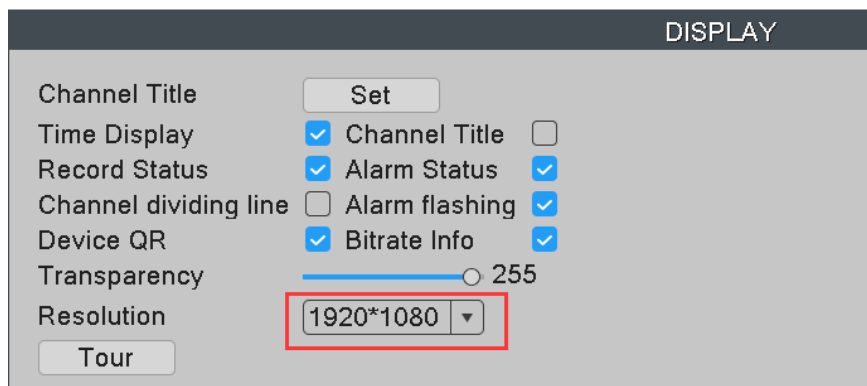 DISPLAY
Channel Title Set
Time Display Channel Title
Record Status Alarm Status
Channel dividing line Alarm flashing
Device QR Bitrate Info
Transparency 255
Resolution 1920*1080
Tour